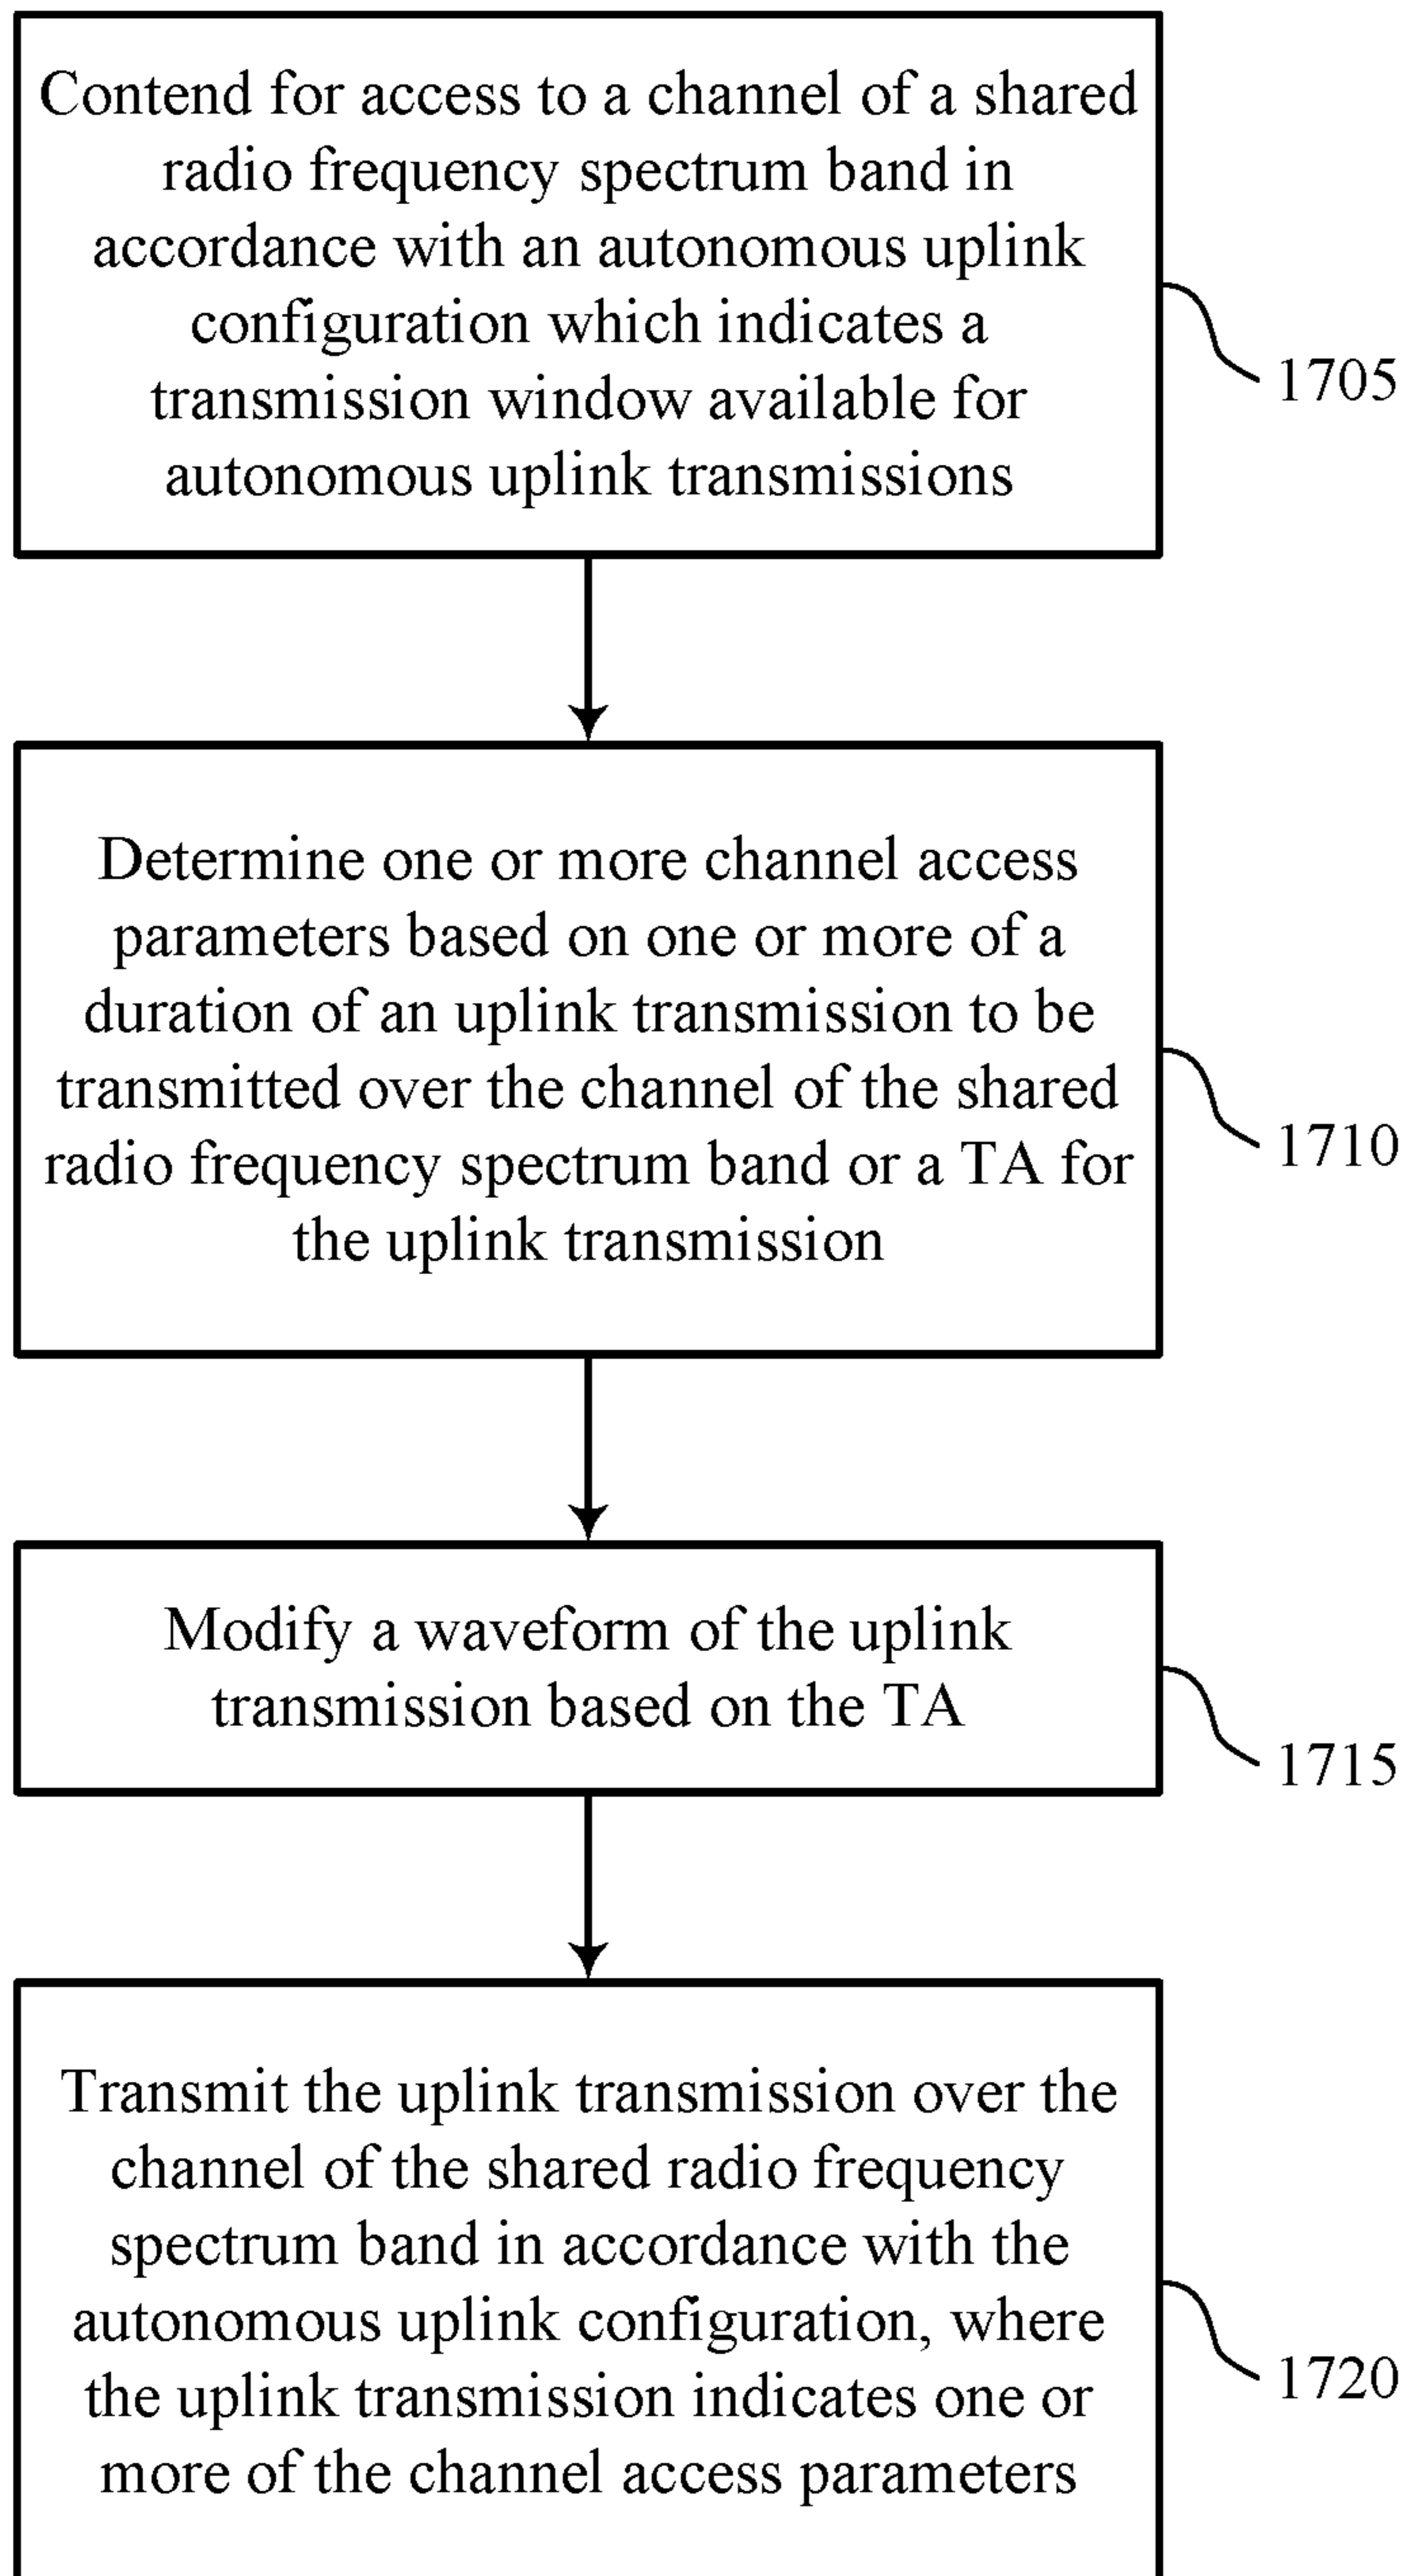 Contend for access to a channel of a shared
radio frequency spectrum band in
accordance with an autonomous uplink
configuration which indicates a
transmission window available for
autonomous uplink transmissions
1705
Determine one or more channel access
parameters based on one or more of a
duration of an uplink transmission to be
transmitted over the channel of the shared
radio frequency spectrum band or a TA for
the uplink transmission
1710
Modify a waveform of the uplink
transmission based on the TA
1715
Transmit the uplink transmission over the
channel of the shared radio frequency
spectrum band in accordance with the
autonomous uplink configuration, where
the uplink transmission indicates one or
more of the channel access parameters
1720